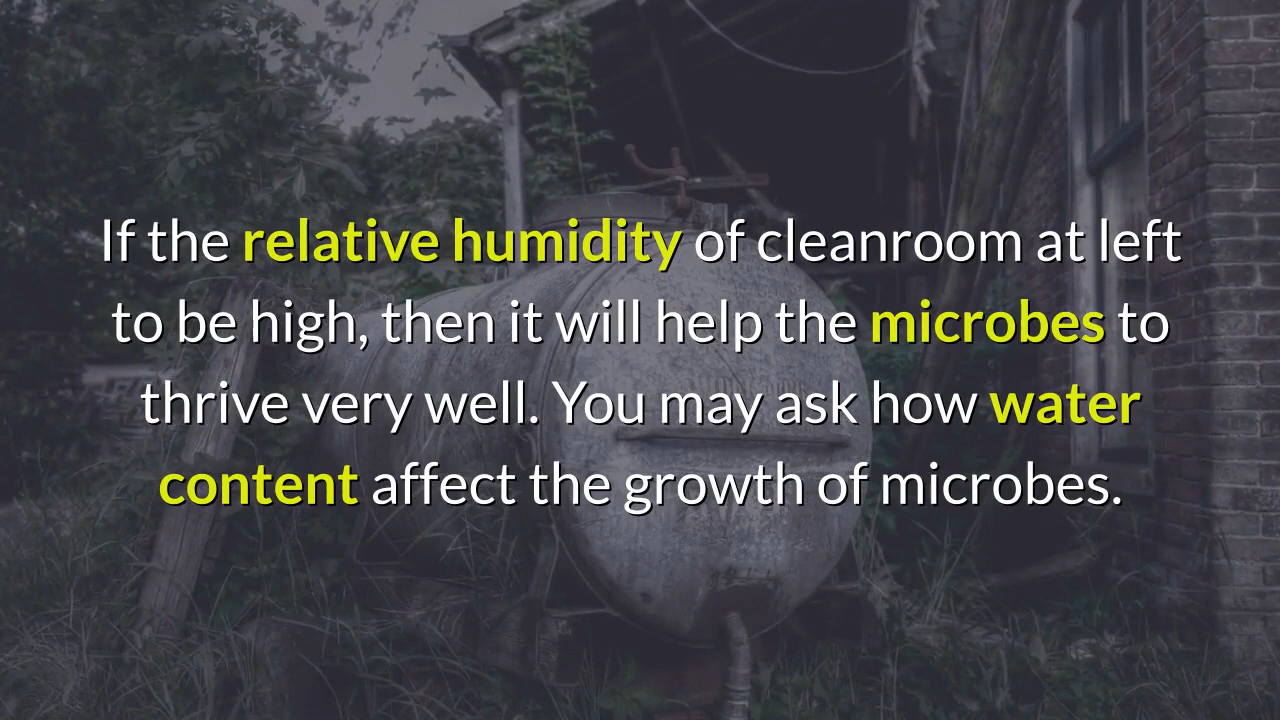 If the relative humidity of cleanroom at left
to be high, then it will help the microbes to
thrive very well. You may ask how water
content affect the growth of microbes.